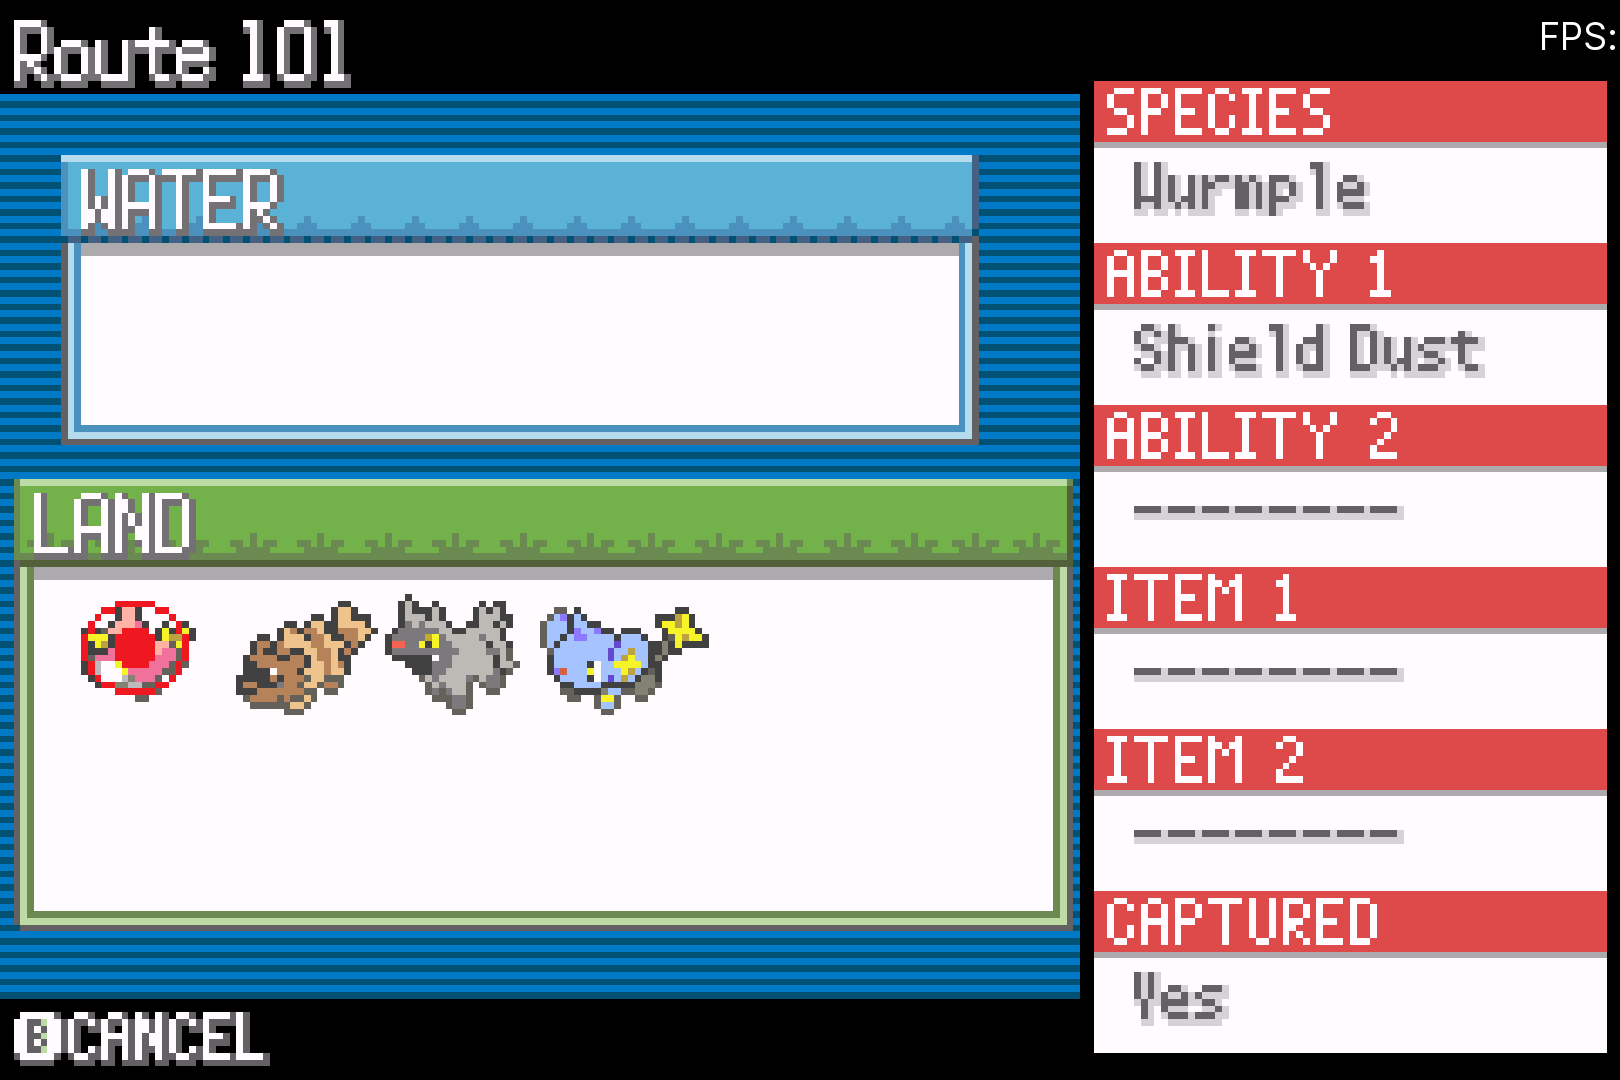 Route 101
FPS:
WATER
LAND
B CANCEL
SPECIES
Wurmple
ABILITY 1
Shield Dust
ABILITY 2
--------
ITEM 1
--------
ITEM 2
--------
CAPTURED
Yes